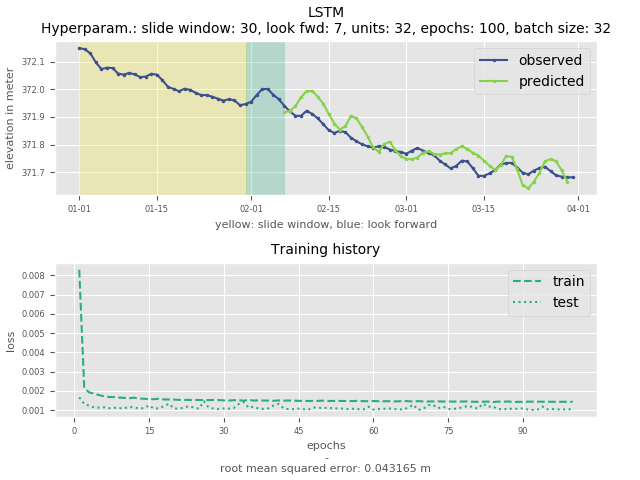 LSTM
Hyperparam.: slide window: 30, look fwd: 7, units: 32, epochs: 100, batch size: 32
elevation in meter
372.1
372.0
371.9
371.8
371.7
observed
predicted
01-01 01-15 02-01 02-15 03-01 03-15 04-01
yellow: slide window, blue: look forward
Training history
loss
0.008
0.007
0.006
0.005
0.004
0.003
0.002
0.001
train
test
0 15 30 45 60 75 90
epochs
-
root mean squared error: 0.043165 m